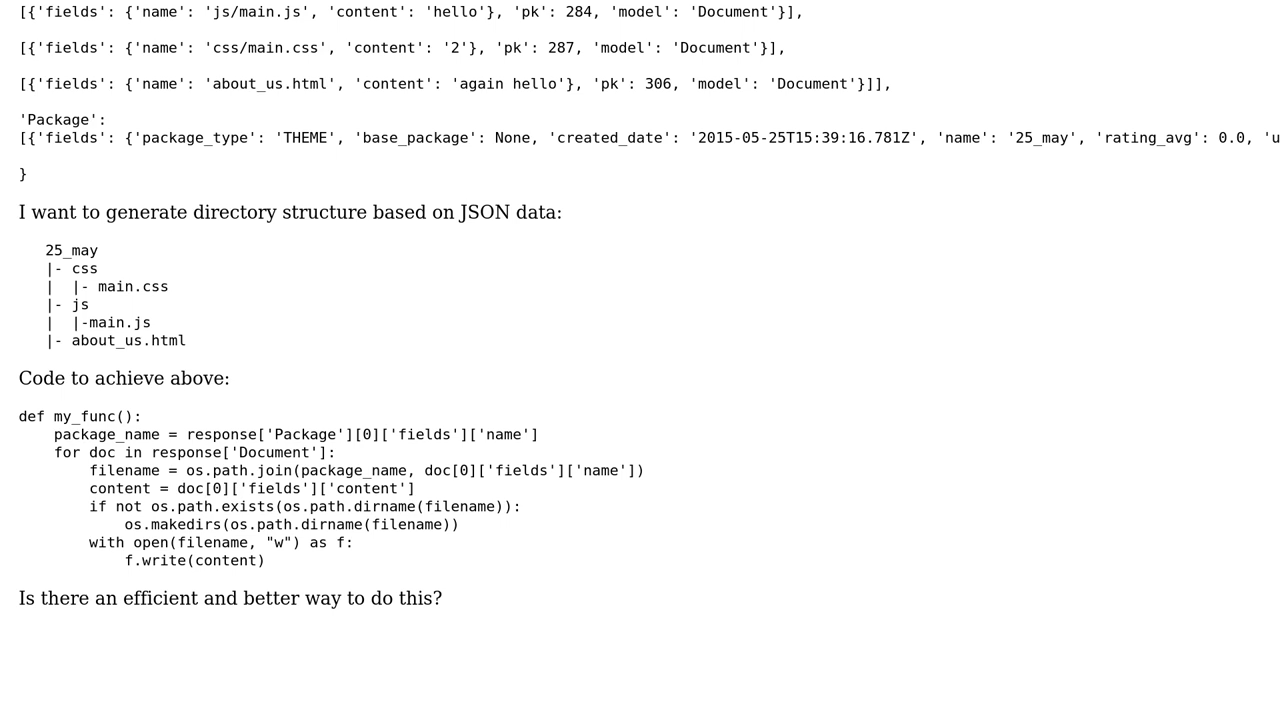 [{'fields': {'name': 'js/main.js', 'content': 'hello'}, 'pk': 284, 'model': 'Document'}],
[{'fields': {'name': 'css/main.css', 'content': '2'}, 'pk': 287, 'model': 'Document'}],
[{'fields': {'name': 'about_us.html', 'content': 'again hello'}, 'pk': 306, 'model': 'Document'}]],
'Package':
[{'fields': {'package_type': 'THEME', 'base_package': None, 'created_date': '2015-05-25T15:39:16.781Z', 'name': '25_may', 'rating_avg': 0.0, 'u
}
I want to generate directory structure based on JSON data:
   25_may
   |- css
   |  |- main.css
   |- js
   |  |-main.js
   |- about_us.html
Code to achieve above:
def my_func():
    package_name = response['Package'][0]['fields']['name']
    for doc in response['Document']:
        filename = os.path.join(package_name, doc[0]['fields']['name'])
        content = doc[0]['fields']['content']
        if not os.path.exists(os.path.dirname(filename)):
            os.makedirs(os.path.dirname(filename))
        with open(filename, "w") as f:
            f.write(content)
Is there an efficient and better way to do this?